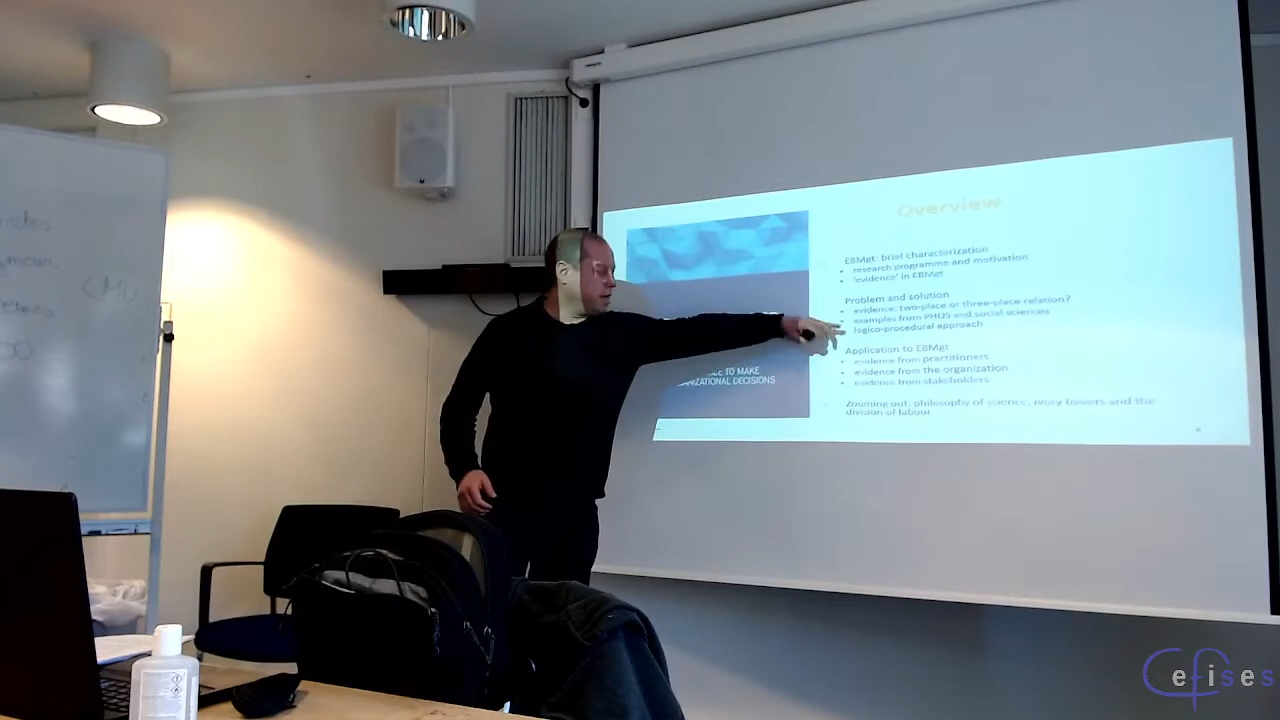 Overview
EBMgt: brief characterization
• research programme and motivation
• 'evidence' in EBMgt
Problem and solution
• evidence: two-place or three-place relation?
• examples from PHOS and social sciences
logico-procedural approach
Application to EBMgt
• evidence from practitioners
• evidence from the organization
• evidence from stakeholders
Zooming out: philosophy of science, ivory towers and the
division of labour
TO MAKE
DECISIONS
CMU
efises